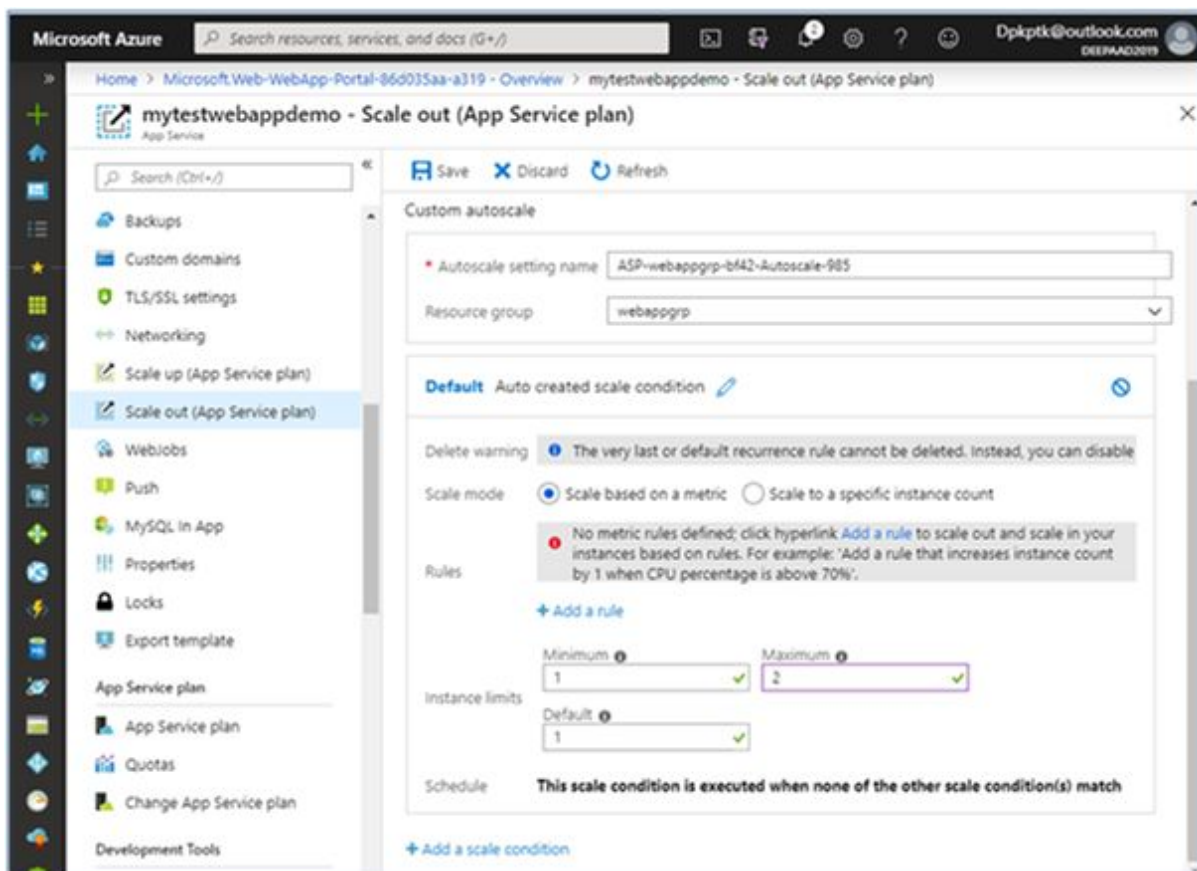 Microsoft Azure
Search resources, services, and docs (G+/)
2
Dpkptk@outlook.com
DEEPAAD2019
Home > Microsoft.Web-WebApp-Portal-86d035aa-a319 - Overview > mytestwebappdemo - Scale out (App Service plan)
mytestwebappdemo - Scale out (App Service plan)
App Service
Search (Ctrl+/)
Backups
Custom domains
TLS/SSL settings
Networking
Scale up (App Service plan)
Scale out (App Service plan)
WebJobs
Push
MySQL In App
Properties
Locks
Export template
App Service plan
App Service plan
Quotas
Change App Service plan
Development Tools
Save Discard Refresh
Custom autoscale
* Autoscale setting name ASP-webappgrp-bf42-Autoscale-985
Resource group webappgrp
Default Auto created scale condition
Delete warning The very last or default recurrence rule cannot be deleted. Instead, you can disable
Scale mode Scale based on a metric Scale to a specific instance count
Rules
No metric rules defined; click hyperlink Add a rule to scale out and scale in your
instances based on rules. For example: 'Add a rule that increases instance count
by 1 when CPU percentage is above 70%'.
+ Add a rule
Instance limits
Minimum Maximum
1 2
Default
1
Schedule This scale condition is executed when none of the other scale condition(s) match
+ Add a scale condition